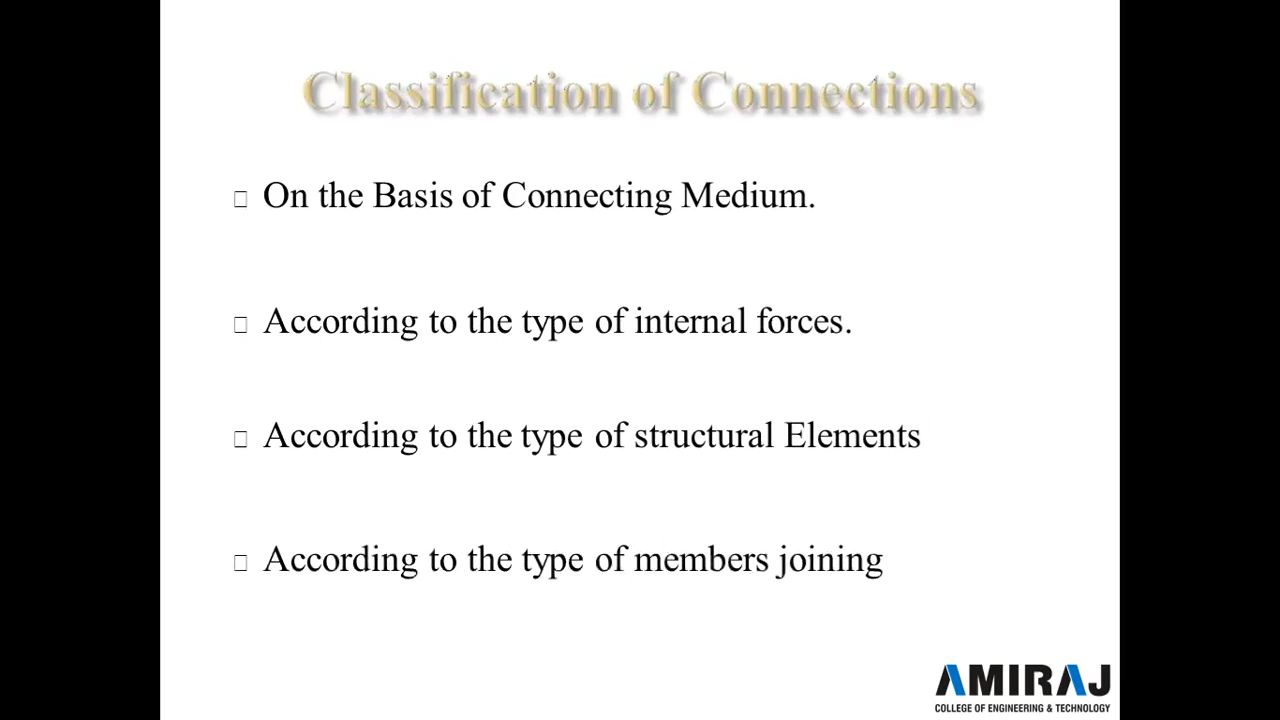 Classification of Connections
On the Basis of Connecting Medium.
According to the type of internal forces.
According to the type of structural Elements
According to the type of members joining
AMIRAJ
COLLEGE OF ENGINEERING & TECHNOLOGY